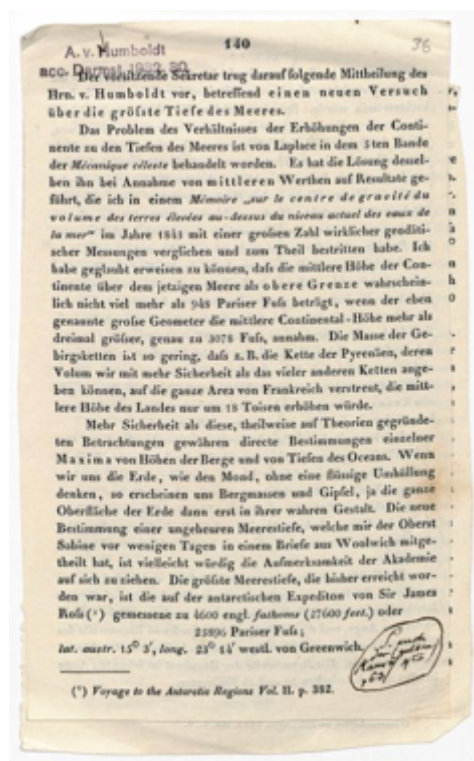 140
36
A. v. Humboldt
acc. Darmst. 1922. 30
Der vorsitzende Sekretar trug darauf folgende Mittheilung des
Hrn. v. Humboldt vor, betreffend einen neuen Versuch
über die größte Tiefe des Meeres.
Das Problem des Verhältnisses der Erhöhungen der Conti-
nente zu den Tiefen des Meeres ist von Laplace in dem 5ten Bande
der Mécanique céleste behandelt worden. Es hat die Lösung dessel-
ben ihn bei Annahme von mittleren Werthen auf Resultate ge-
führt, die ich in einem Mémoire „sur le centre de gravité du
volume des terres élevées au-dessus du niveau actuel des eaux de
la mer“ im Jahre 1843 mit einer großen Zahl wirklicher geodäti-
scher Messungen verglichen und zum Theil bestritten habe. Ich
habe geglaubt erweisen zu können, daß die mittlere Höhe der Con-
tinente über dem jetzigen Meere als obere Grenze wahrschein-
lich nicht viel mehr als 948 Pariser Fuß beträgt, wenn der eben
genannte große Geometer die mittlere Continental-Höhe mehr als
dreimal größer, genau zu 3078 Fuß, annahm. Die Masse der Ge-
birgsketten ist so gering, daß z. B. die Kette der Pyrenäen, deren
Volum wir mit mehr Sicherheit als das vieler anderen Ketten ange-
ben können, auf die ganze Area von Frankreich verstreut, die mitt-
lere Höhe des Landes nur um 18 Toisen erhöhen würde.
Mehr Sicherheit als diese, theilweise auf Theorien gegründe-
ten Betrachtungen gewähren directe Bestimmungen einzelner
Maxima von Höhen der Berge und von Tiefen des Oceans. Wenn
wir uns die Erde, wie den Mond, ohne eine flüssige Umhüllung
denken, so erscheinen uns Bergmassen und Gipfel, ja die ganze
Oberfläche der Erde dann erst in ihrer wahren Gestalt. Die neue
Bestimmung einer ungeheuren Meerestiefe, welche mir der Oberst
Sabine vor wenigen Tagen in einem Briefe aus Woolwich mitge-
theilt hat, ist vielleicht würdig die Aufmerksamkeit der Akademie
auf sich zu ziehen. Die größte Meerestiefe, die bisher erreicht wor-
den war, ist die auf der antarctischen Expediton von Sir James
Roß (*) gemessene zu 4600 engl. fathoms (27600 feet.) oder
25896 Pariser Fuß;
lat. austr. 15° 3', long. 23° 14' westl. von Greenwich.
(*) Voyage to the Antarctic Regions Vol. II. p. 382.